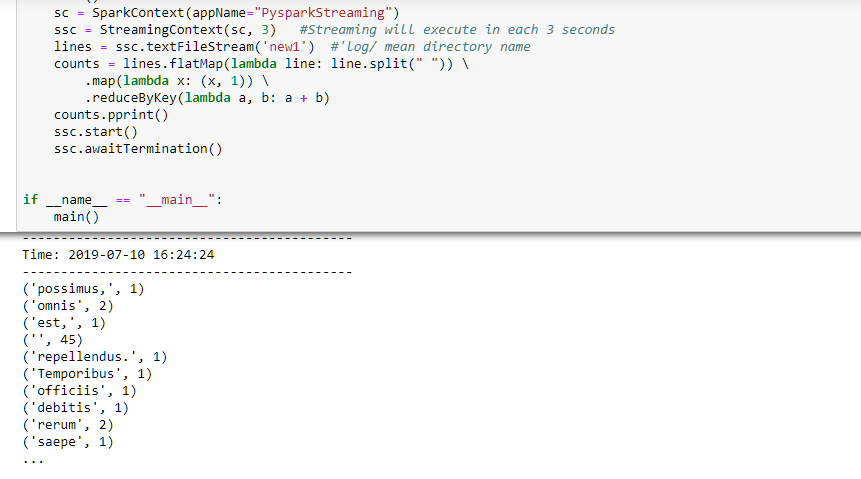 sc = SparkContext(appName="PysparkStreaming")
ssc = StreamingContext(sc, 3)   #Streaming will execute in each 3 seconds
lines = ssc.textFileStream('new1')  #'log/ mean directory name
counts = lines.flatMap(lambda line: line.split(" ")) \
.map(lambda x: (x, 1)) \
.reduceByKey(lambda a, b: a + b)
counts.pprint()
ssc.start()
ssc.awaitTermination()
if __name__ == "__main__":
main()
-------------------------------------------
Time: 2019-07-10 16:24:24
-------------------------------------------
('possimus,', 1)
('omnis', 2)
('est,', 1)
('', 45)
('repellendus.', 1)
('Temporibus', 1)
('officiis', 1)
('debitis', 1)
('rerum', 2)
('saepe', 1)
...